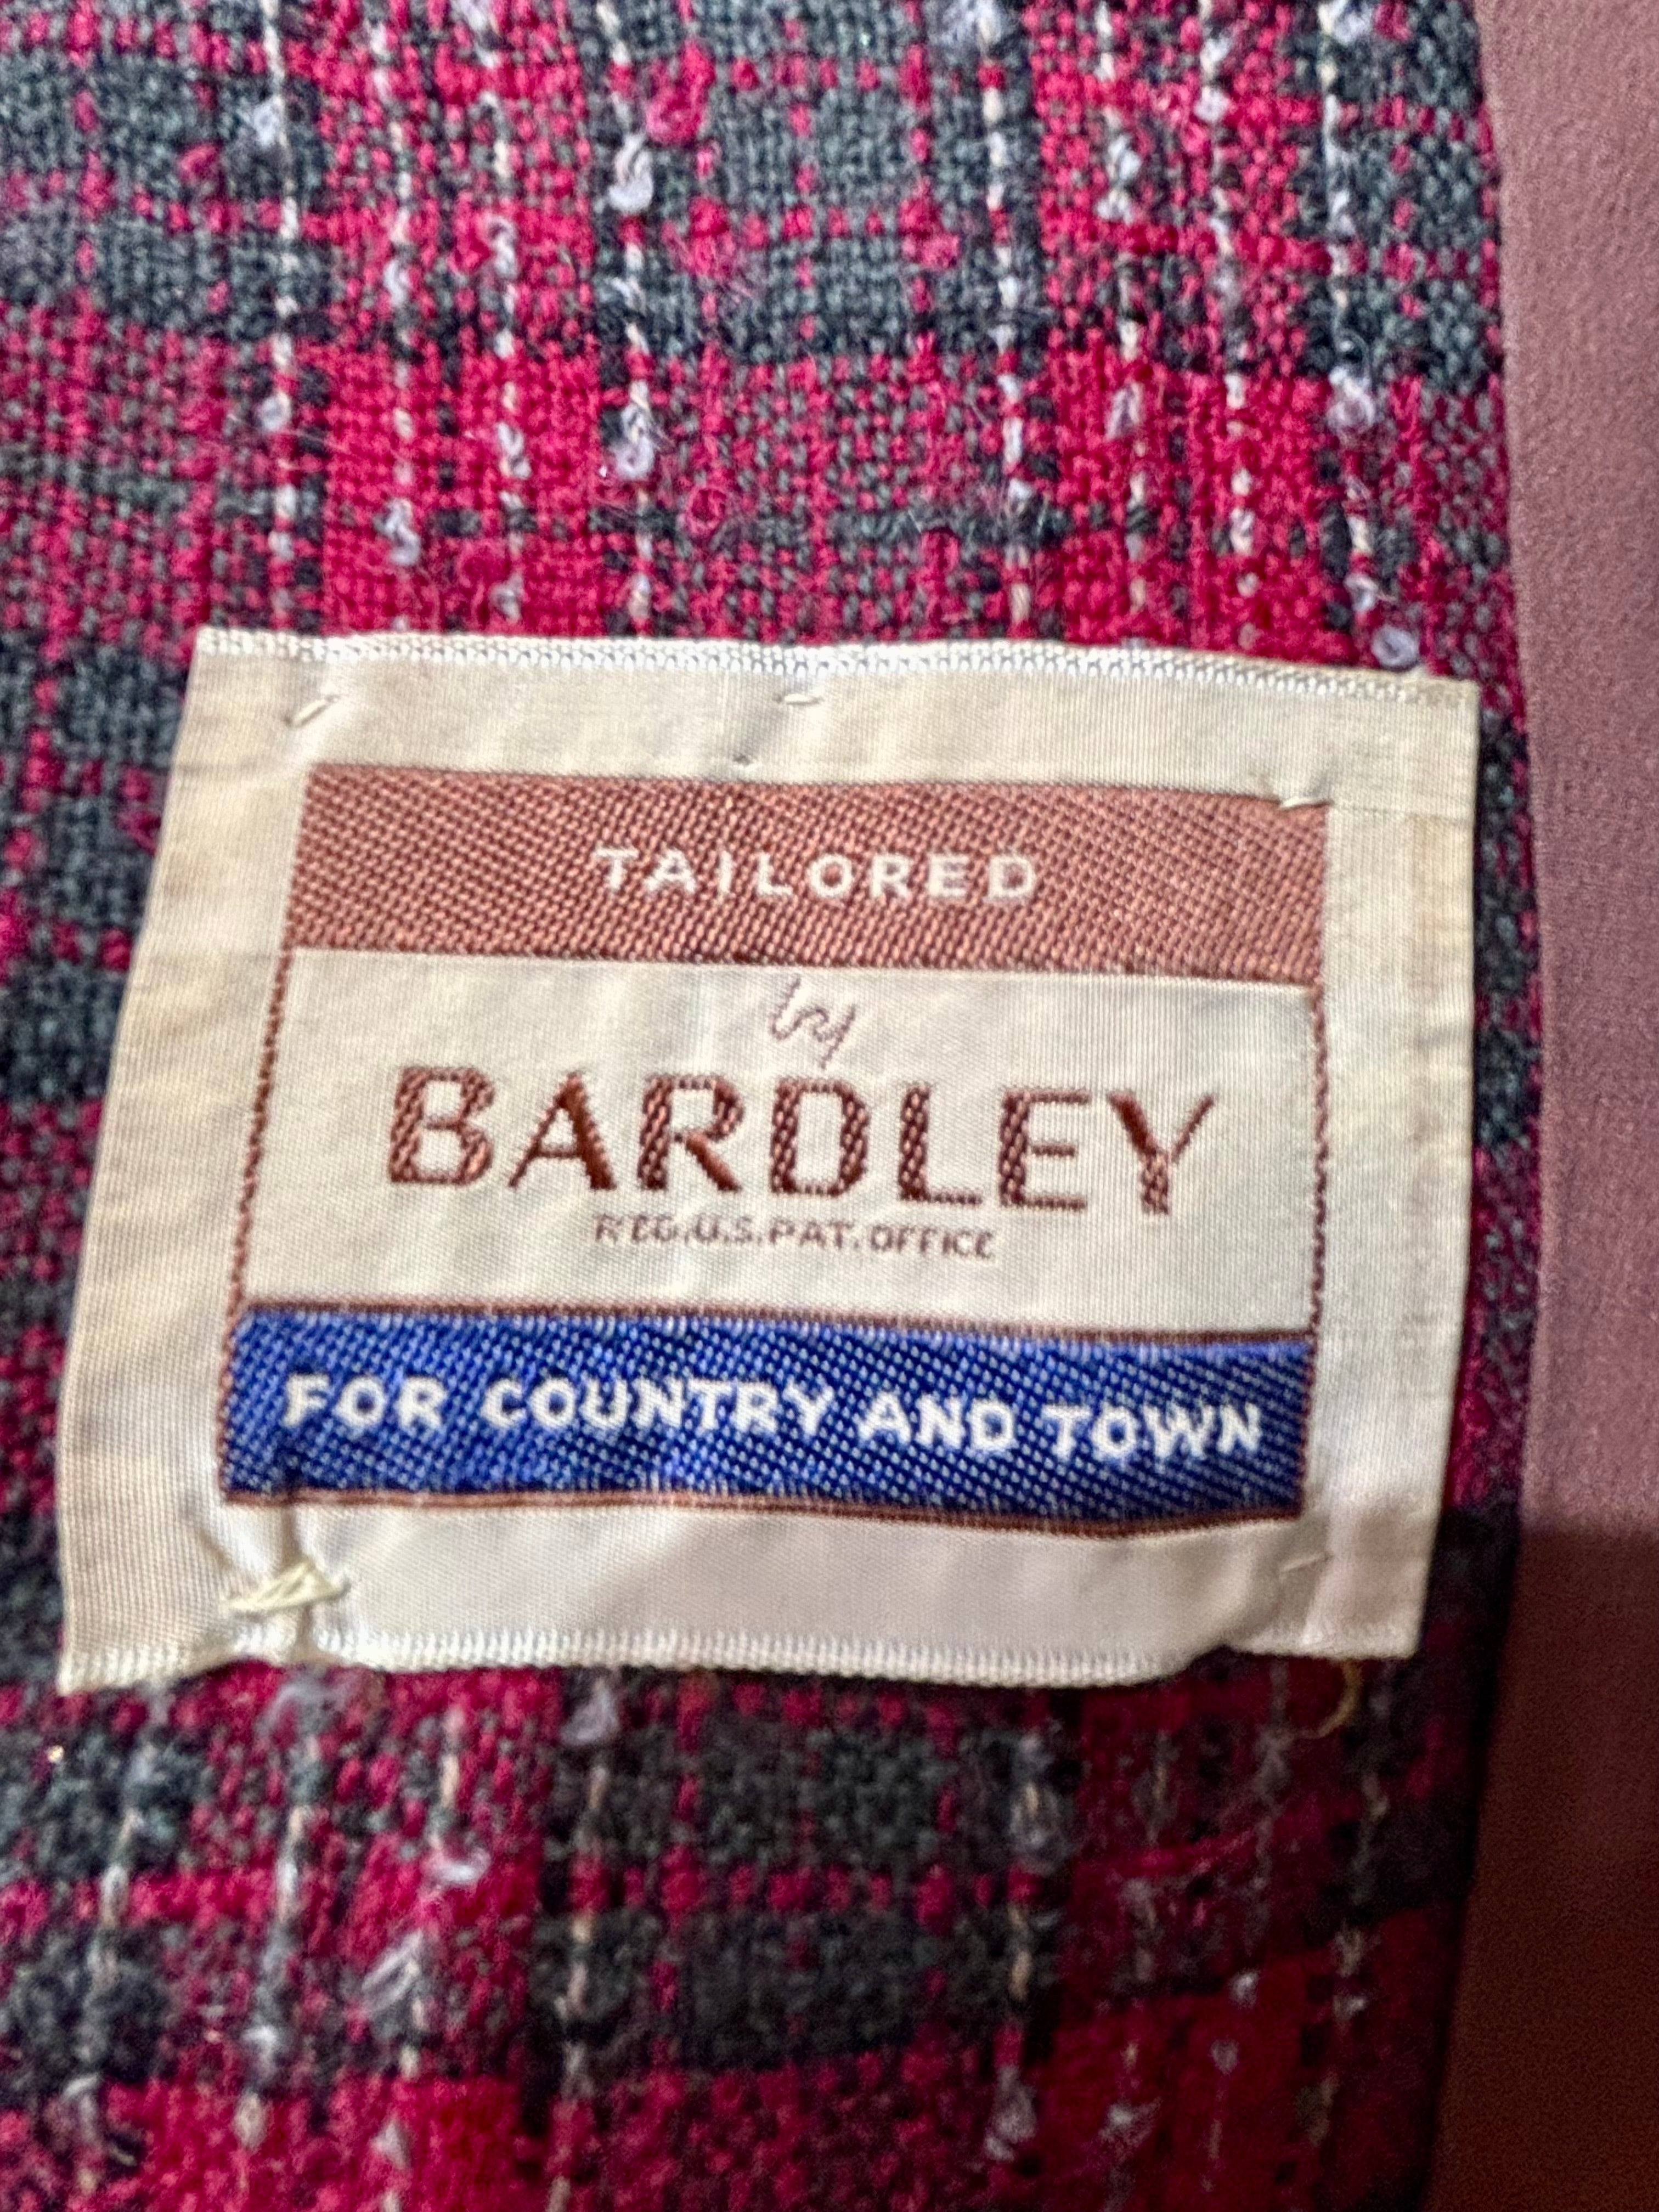 TAILORED
by
BARDLEY
REG.U.S.PAT.OFFICE
FOR COUNTRY AND TOWN